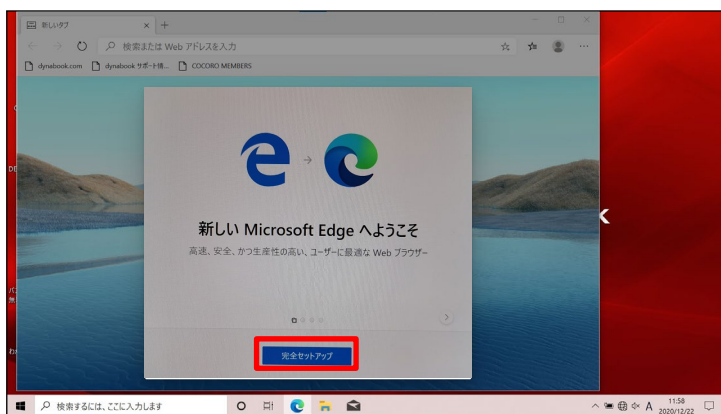 新しいタブ
検索または Web アドレスを入力
dynabook.com
dynabook サポート情...
COCORO MEMBERS
新しい Microsoft Edge へようこそ
高速、安全、かつ生産性の高い、ユーザーに最適な Web ブラウザー
完全セットアップ
検索するには、ここに入力します
A
11:58
2020/12/22